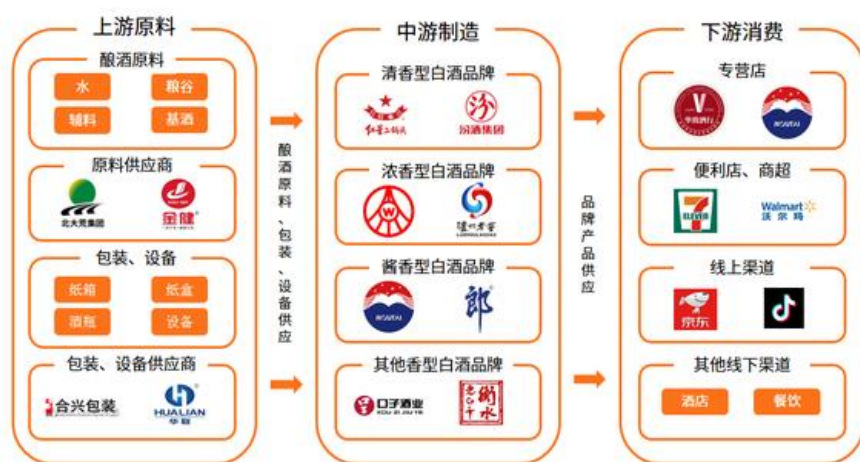 上游原料
酿酒原料
水
粮谷
辅料
基酒
原料供应商
北大荒集团
金健
包装、设备
纸箱
纸盒
酒瓶
设备
包装、设备供应商
合兴包装
HUALIAN
华联
酿酒原料、包装、设备供应
中游制造
清香型白酒品牌
红星二锅头
汾
汾酒集团
浓香型白酒品牌
W
泸州老窖
LUZHOULAOJIAO
酱香型白酒品牌
MOUTAI
郎
其他香型白酒品牌
口子酒业
KOU ZI JIU YE
衡水
老白干
品牌产品供应
下游消费
专营店
V
华致酒行
MOUTAI
便利店、商超
7
ELEVEn
Walmart
沃尔玛
线上渠道
京东
其他线下渠道
酒店
餐饮